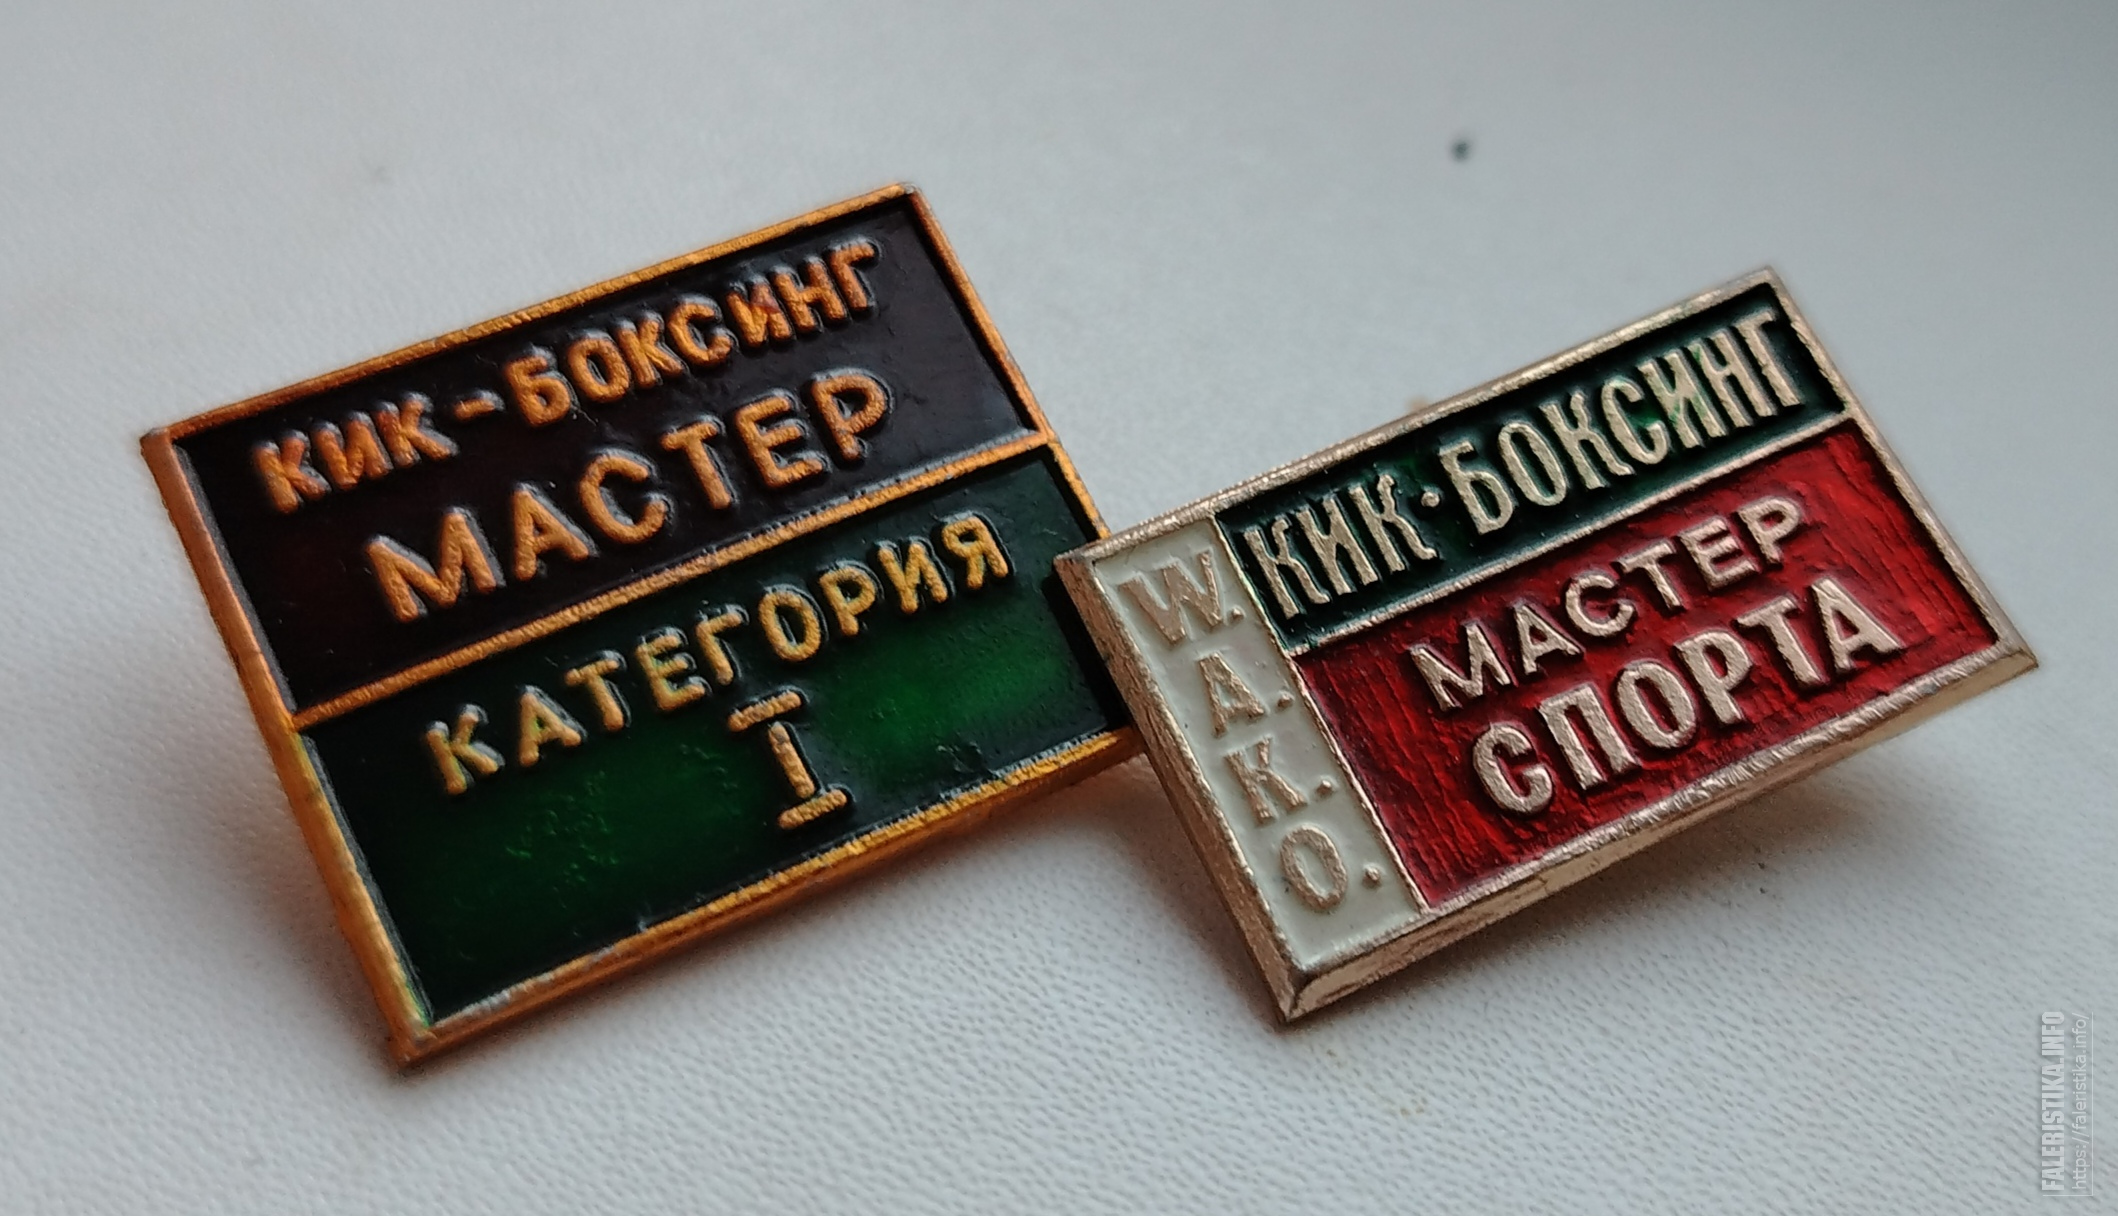 КИК-БОКСИНГ
МАСТЕР
КАТЕГОРИЯ
I
W.A.K.O.
КИК·БОКСИНГ
МАСТЕР
СПОРТА
FALERISTIKA.INFO
https://faleristika.info/